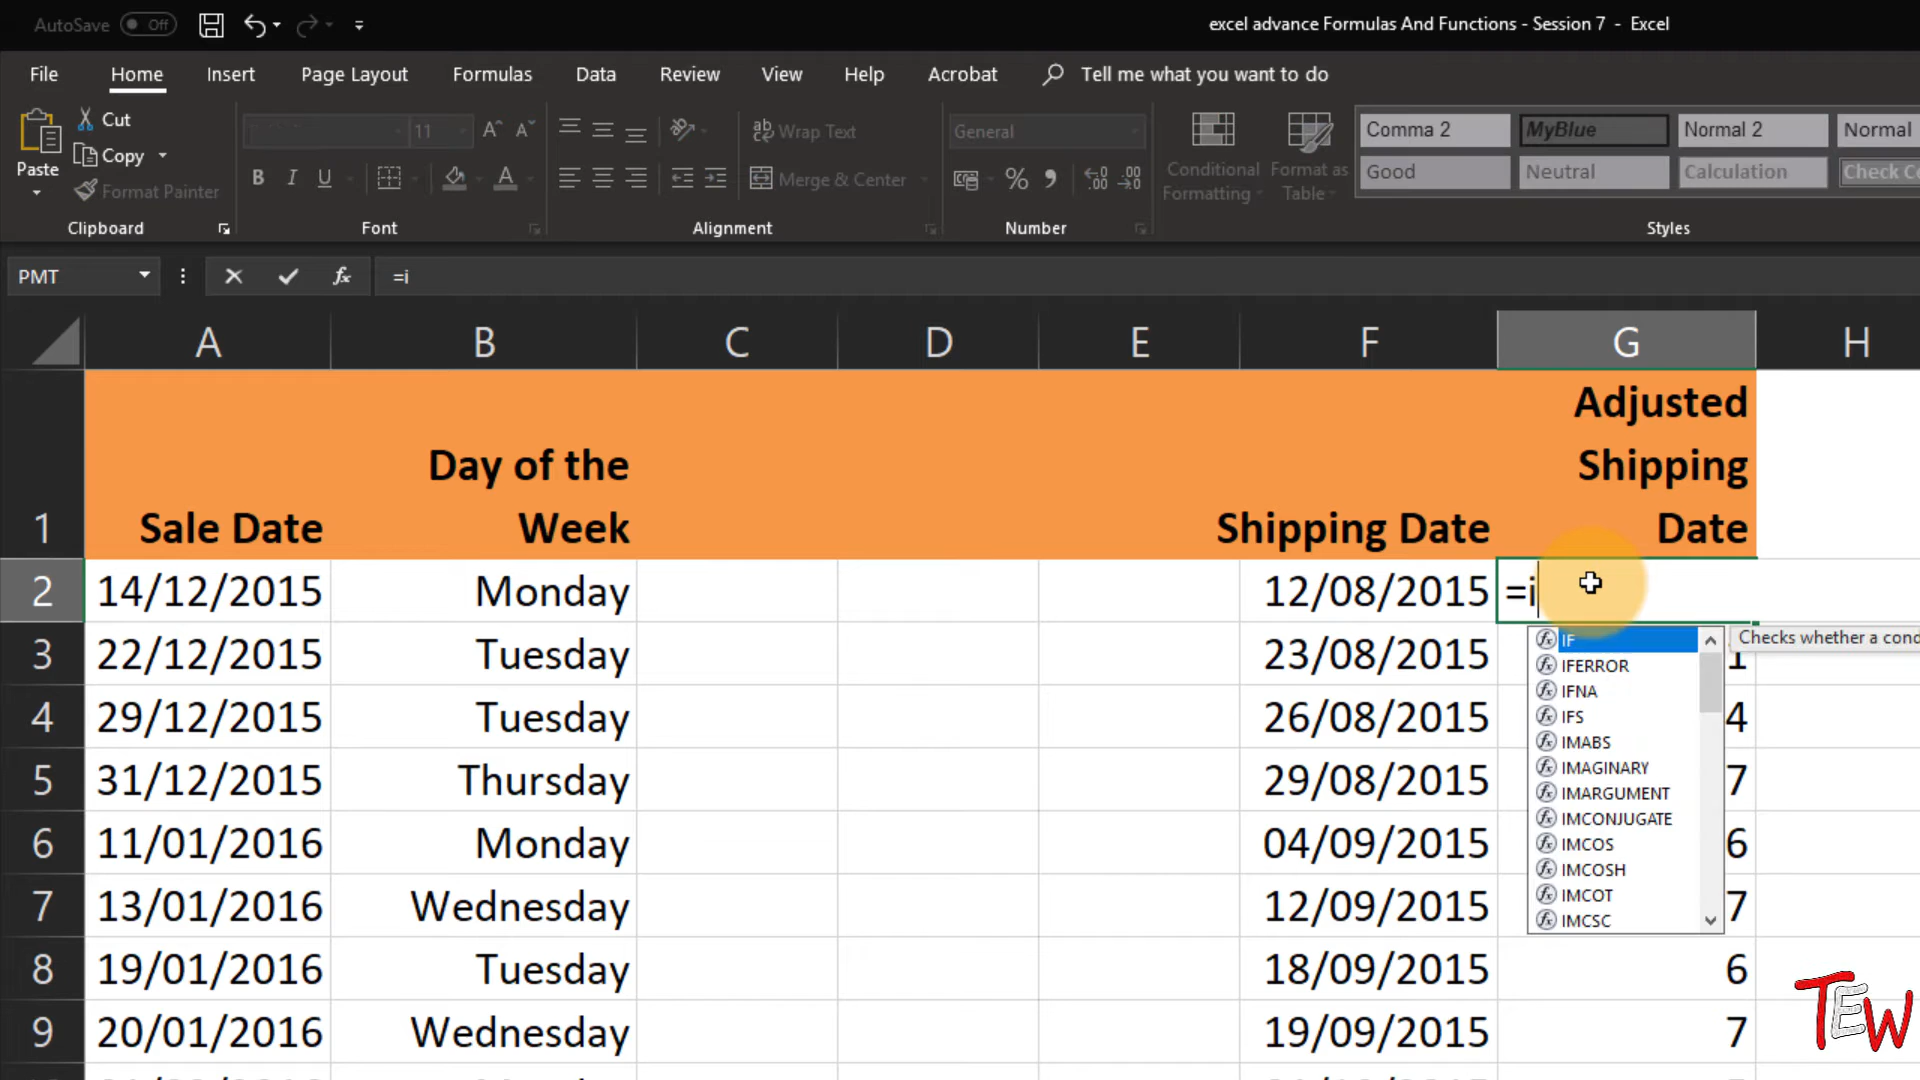 AutoSave Off excel advance Formulas And Functions - Session 7 - Excel
File Home Insert Page Layout Formulas Data Review View Help Acrobat Tell me what you want to do
Paste Cut Copy Format Painter
Clipboard
11 B I U
Font
ab Wrap Text
Merge & Center
Alignment
General
% 
Number
Conditional Formatting
Format as Table
Comma 2 MyBlue Normal 2 Normal
Good Neutral Calculation Check Ce
Styles
PMT fx =i
A B C D E F G H
1 Sale Date
Day of the
Week
Shipping Date
Adjusted
Shipping
Date
2 14/12/2015 Monday 12/08/2015 =i
3 22/12/2015 Tuesday 23/08/2015 1
4 29/12/2015 Tuesday 26/08/2015 4
5 31/12/2015 Thursday 29/08/2015 7
6 11/01/2016 Monday 04/09/2015 6
7 13/01/2016 Wednesday 12/09/2015 7
8 19/01/2016 Tuesday 18/09/2015 6
9 20/01/2016 Wednesday 19/09/2015 7
IF Checks whether a cond
IFERROR
IFNA
IFS
IMABS
IMAGINARY
IMARGUMENT
IMCONJUGATE
IMCOS
IMCOSH
IMCOT
IMCSC
TEW